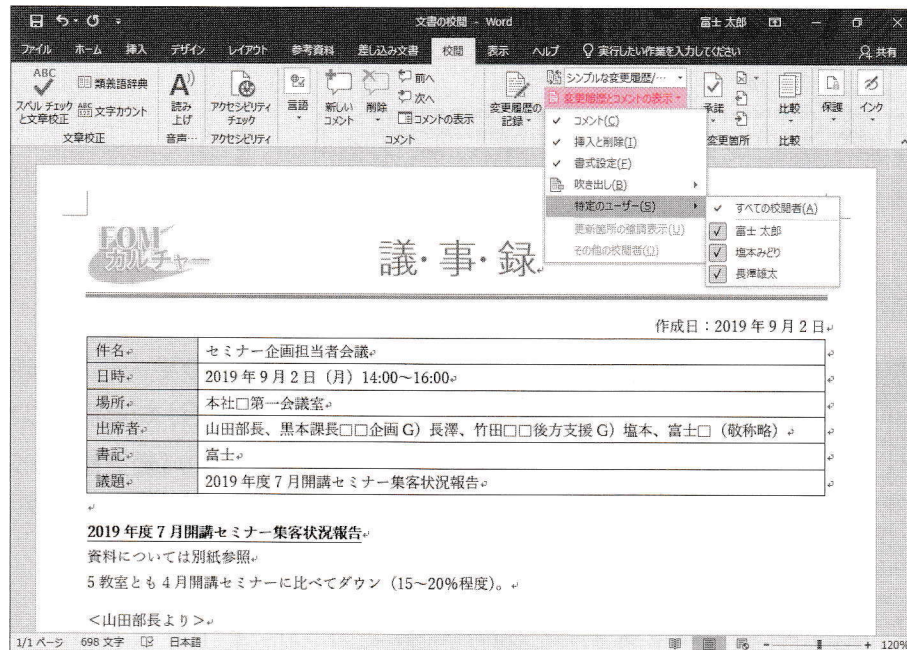 文書の校閲 - Word
富士 太郎
ファイル ホーム 挿入 デザイン レイアウト 参考資料 差し込み文書 校閲 表示 ヘルプ 実行したい作業を入力してください 共有
ABC
スペル チェックと文章校正
類義語辞典
文字カウント
文章校正
A
読み上げ
音声…
アクセシビリティ チェック
アクセシビリティ
言語
新しいコメント
削除
前へ
次へ
コメントの表示
コメント
変更履歴の記録
シンプルな変更履歴/…
変更履歴とコメントの表示
承諾
変更箇所
比較
比較
保護
インク
コメント(C)
挿入と削除(I)
書式設定(F)
吹き出し(B)
特定のユーザー(S)
更新箇所の強調表示(U)
その他の校閲者(O)
すべての校閲者(A)
富士 太郎
塩本みどり
長澤雄太
FOM
カルチャー
議・事・録
作成日：2019 年 9 月 2 日
件名 セミナー企画担当者会議
日時 2019 年 9 月 2 日（月）14:00～16:00
場所 本社□第一会議室
出席者 山田部長、黒本課長□□企画 G）長澤、竹田□□後方支援 G）塩本、富士□（敬称略）
書記 富士
議題 2019 年度 7 月開講セミナー集客状況報告
2019 年度 7 月開講セミナー集客状況報告
資料については別紙参照
5 教室とも 4 月開講セミナーに比べてダウン（15～20%程度）。
＜山田部長より＞
1/1 ページ 698 文字 日本語 120%